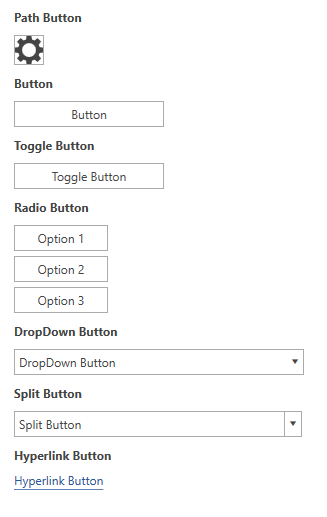 Path Button
Button
Button
Toggle Button
Toggle Button
Radio Button
Option 1
Option 2
Option 3
DropDown Button
DropDown Button
Split Button
Split Button
Hyperlink Button
Hyperlink Button